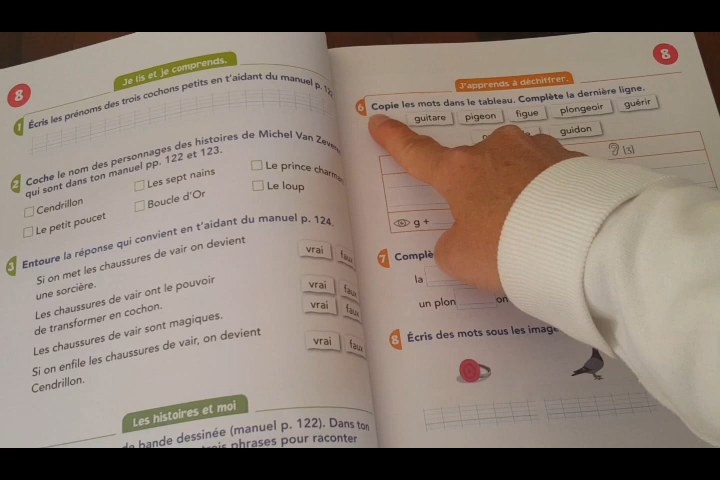 8
Je lis et je comprends.
1 Écris les prénoms des trois cochons petits en t'aidant du manuel p.
2 Coche le nom des personnages des histoires de Michel Van
qui sont dans ton manuel pp. 122 et 123.
Cendrillon
Les sept nains
Le prince
Le petit poucet
Boucle d'Or
Le loup
3 Entoure la réponse qui convient en t'aidant du manuel p. 124.
Si on met les chaussures de vair on devient
une sorcière.
vrai faux
Les chaussures de vair ont le pouvoir
de transformer en cochon.
vrai faux
Les chaussures de vair sont magiques.
vrai faux
Si on enfile les chaussures de vair, on devient
Cendrillon.
vrai faux
Les histoires et moi
bande dessinée (manuel p. 122). Dans ton
phrases pour raconter
8
J'apprends à déchiffrer.
6 Copie les mots dans le tableau. Complète la dernière ligne.
guitare pigeon figue plongeoir guérir
guidon
g +
7
la
un plon
8 Écris des mots sous les